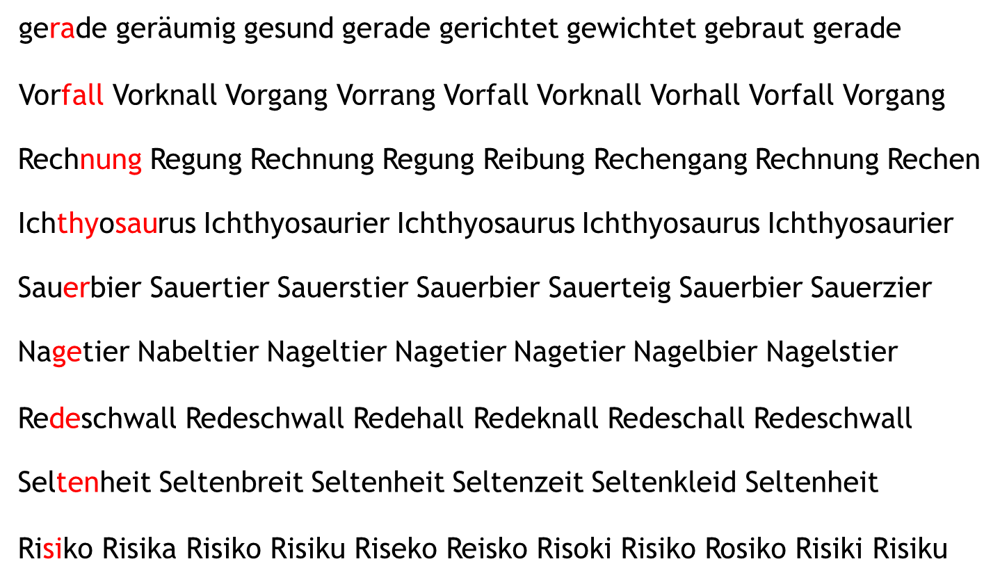 gerade geräumig gesund gerade gerichtet gewichtet gebraut gerade
Vorfall Vorknall Vorgang Vorrang Vorfall Vorknall Vorhall Vorfall Vorgang
Rechnung Regung Rechnung Regung Reibung Rechengang Rechnung Rechen
Ichthyosaurus Ichthyosaurier Ichthyosaurus Ichthyosaurus Ichthyosaurier
Sauerbier Sauertier Sauerstier Sauerbier Sauerteig Sauerbier Sauerzier
Nagetier Nabeltier Nageltier Nagetier Nagetier Nagelbier Nagelstier
Redeschwall Redeschwall Redehall Redeknall Redeschall Redeschwall
Seltenheit Seltenbreit Seltenheit Seltenzeit Seltenkleid Seltenheit
Risiko Risika Risiko Risiku Riseko Reisko Risoki Risiko Rosiko Risiki Risiku